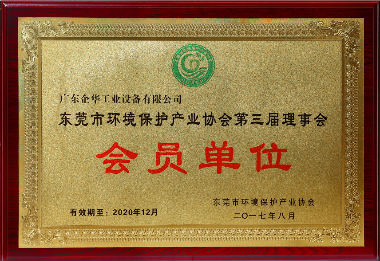 广东企华工业设备有限公司
东莞市环境保护产业协会第三届理事会
会员单位
东莞市环境保护产业协会
有效期至：2020年12月
二〇一七年八月